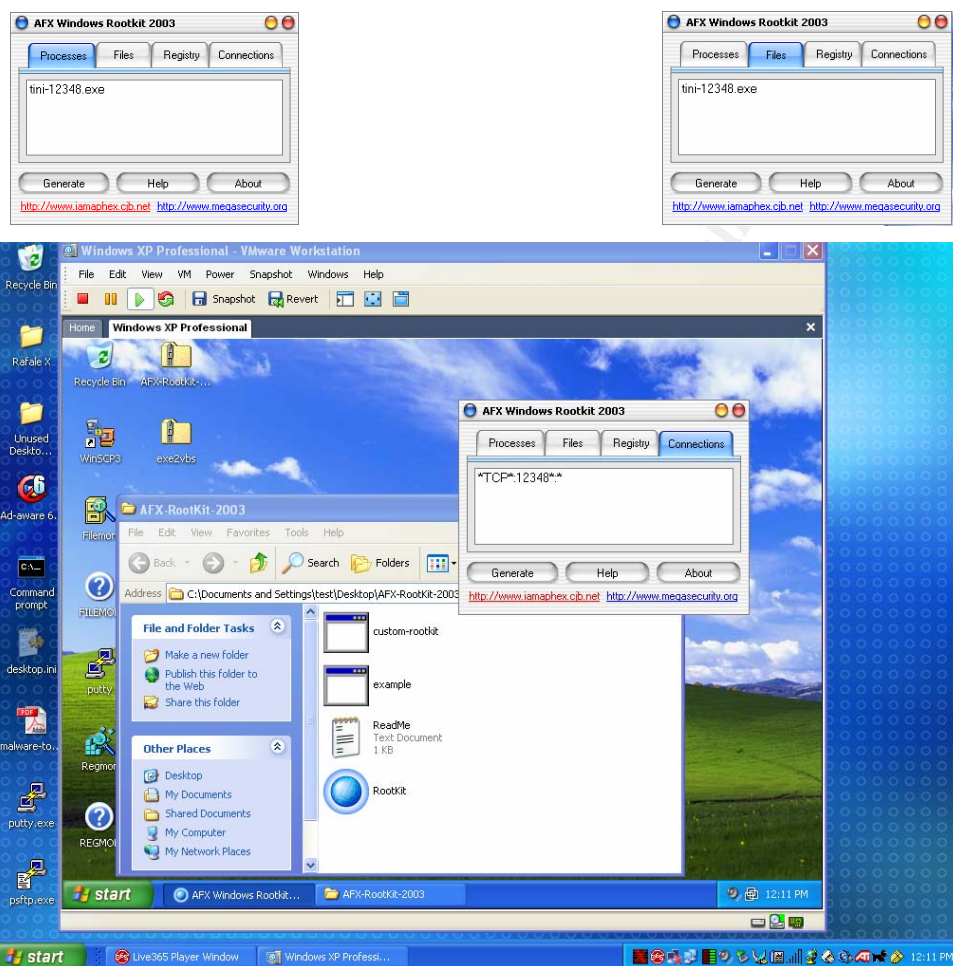 AFX Windows Rootkit 2003
Processes Files Registry Connections
tini-12348.exe
Generate Help About
http://www.iamaphex.cjb.net http://www.megasecurity.org
AFX Windows Rootkit 2003
Processes Files Registry Connections
tini-12348.exe
Generate Help About
http://www.iamaphex.cjb.net http://www.megasecurity.org
Recycle Bin
Rafale X
Unused
Deskto...
Ad-aware 6.
Command
prompt
desktop.ini
malware-to..
putty.exe
psftp.exe
Windows XP Professional - VMware Workstation
File Edit View VM Power Snapshot Windows Help
Snapshot Revert
Home Windows XP Professional
Recycle Bin AFX-RootKit-...
WinSCP3 exe2vbs
Filemon
FILEMO
putty
Regmon
REGMO
AFX Windows Rootkit 2003
Processes Files Registry Connections
*TCP*:12348*:*
Generate Help About
http://www.iamaphex.cjb.net http://www.megasecurity.org
AFX-RootKit-2003
File Edit View Favorites Tools Help
Back Search Folders
Address C:\Documents and Settings\test\Desktop\AFX-RootKit-2003
File and Folder Tasks
Make a new folder
Publish this folder to
the Web
Share this folder
Other Places
Desktop
My Documents
Shared Documents
My Computer
My Network Places
custom-rootkit
example
ReadMe
Text Document
1 KB
RootKit
start AFX Windows Rootkit... AFX-RootKit-2003 12:11 PM
start Live365 Player Window Windows XP Professi... 12:11 PM